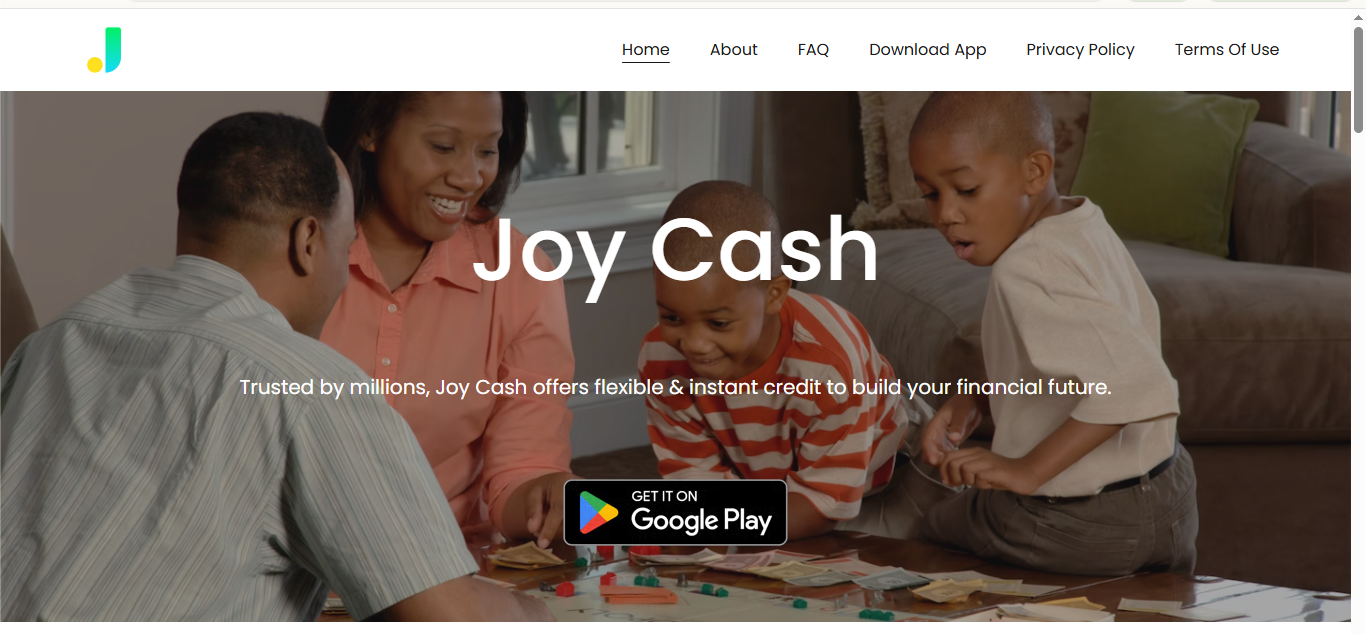 Home
About
FAQ
Download App
Privacy Policy
Terms Of Use
Joy Cash
Trusted by millions, Joy Cash offers flexible & instant credit to build your financial future.
GET IT ON
Google Play